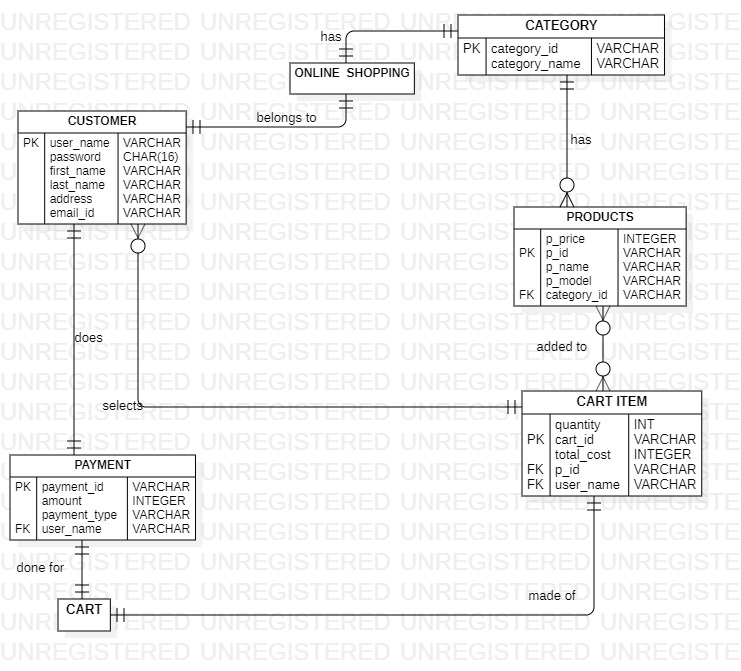 CATEGORY
PK category_id VARCHAR
category_name VARCHAR
has
ONLINE SHOPPING
belongs to
CUSTOMER
PK user_name VARCHAR
password CHAR(16)
first_name VARCHAR
last_name VARCHAR
address VARCHAR
email_id VARCHAR
has
PRODUCTS
p_price INTEGER
PK p_id VARCHAR
p_name VARCHAR
p_model VARCHAR
FK category_id VARCHAR
does
added to
selects
CART ITEM
quantity INT
PK cart_id VARCHAR
total_cost INTEGER
FK p_id VARCHAR
FK user_name VARCHAR
PAYMENT
PK payment_id VARCHAR
amount INTEGER
payment_type VARCHAR
FK user_name VARCHAR
done for
made of
CART
UNREGISTERED